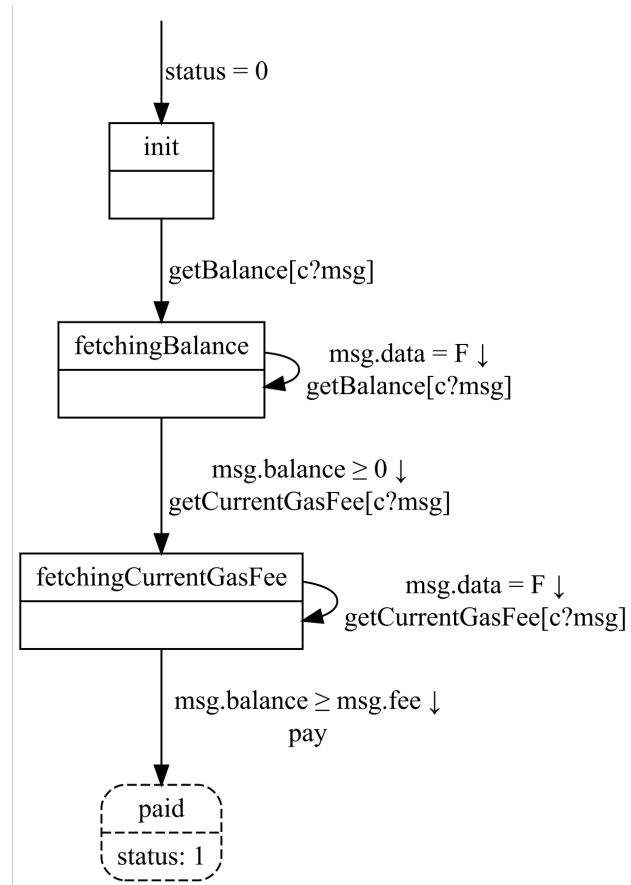 status = 0
init
getBalance[c?msg]
fetchingBalance
msg.data = F ↓
getBalance[c?msg]
msg.balance ≥ 0 ↓
getCurrentGasFee[c?msg]
fetchingCurrentGasFee
msg.data = F ↓
getCurrentGasFee[c?msg]
msg.balance ≥ msg.fee ↓
pay
paid
status: 1